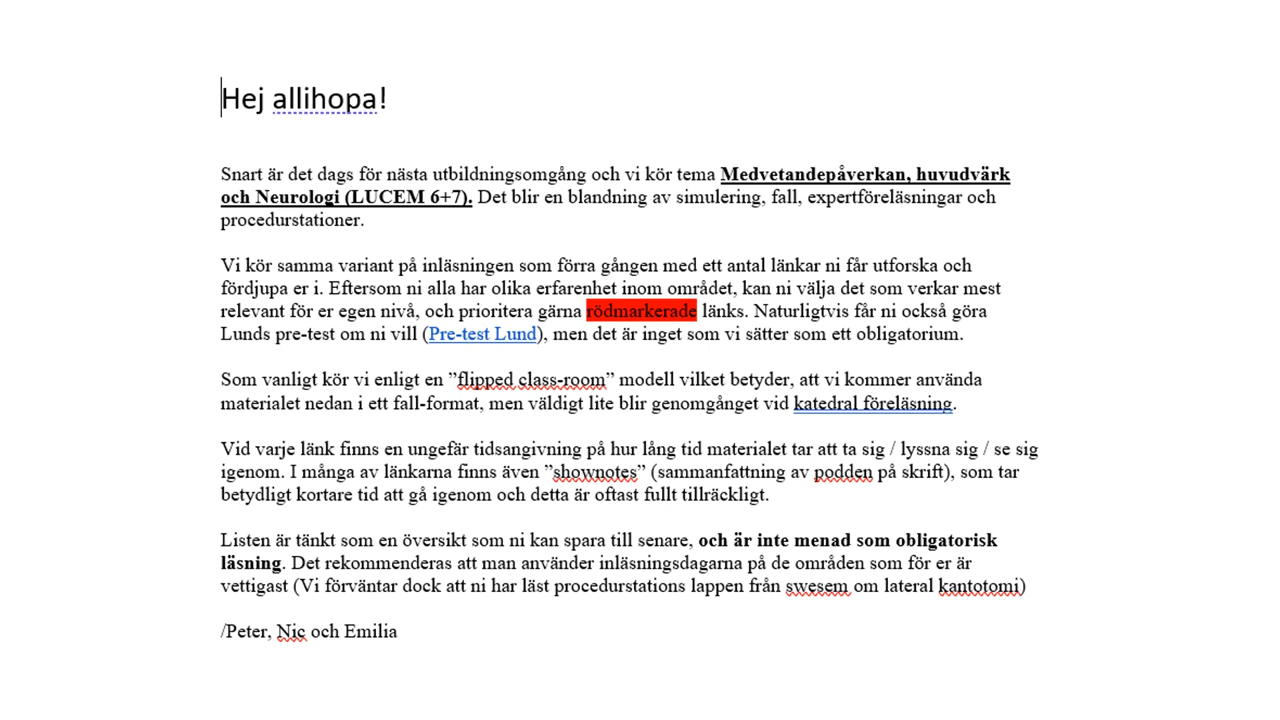 Hej allihopa!
Snart är det dags för nästa utbildningsomgång och vi kör tema Medvetandepåverkan, huvudvärk
och Neurologi (LUCEM 6+7). Det blir en blandning av simulering, fall, expertföreläsningar och
procedurstationer.
Vi kör samma variant på inläsningen som förra gången med ett antal länkar ni får utforska och
fördjupa er i. Eftersom ni alla har olika erfarenhet inom området, kan ni välja det som verkar mest
relevant för er egen nivå, och prioritera gärna rödmarkerade länks. Naturligtvis får ni också göra
Lunds pre-test om ni vill (Pre-test Lund), men det är inget som vi sätter som ett obligatorium.
Som vanligt kör vi enligt en ”flipped class-room” modell vilket betyder, att vi kommer använda
materialet nedan i ett fall-format, men väldigt lite blir genomgånget vid katedral föreläsning.
Vid varje länk finns en ungefär tidsangivning på hur lång tid materialet tar att ta sig / lyssna sig / se sig
igenom. I många av länkarna finns även ”shownotes” (sammanfattning av podden på skrift), som tar
betydligt kortare tid att gå igenom och detta är oftast fullt tillräckligt.
Listen är tänkt som en översikt som ni kan spara till senare, och är inte menad som obligatorisk
läsning. Det rekommenderas att man använder inläsningsdagarna på de områden som för er är
vettigast (Vi förväntar dock att ni har läst procedurstations lappen från swesem om lateral kantotomi)
/Peter, Nic och Emilia